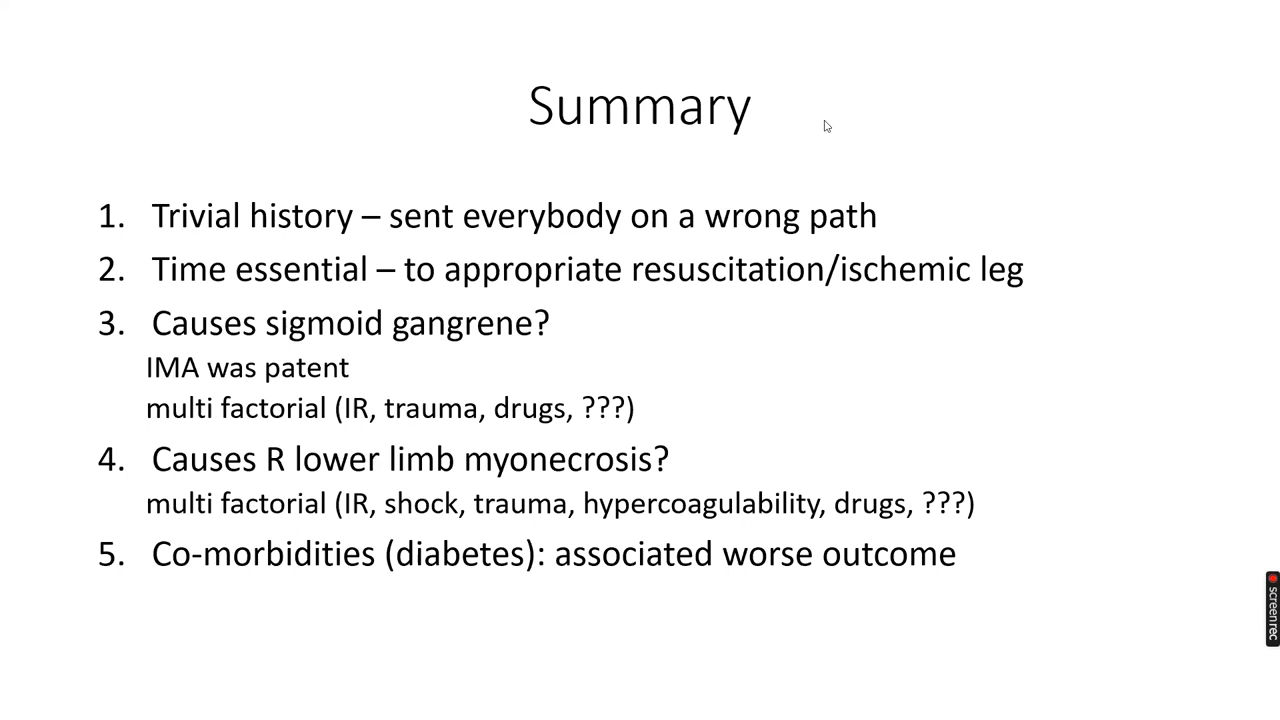 Summary
1. Trivial history – sent everybody on a wrong path
2. Time essential – to appropriate resuscitation/ischemic leg
3. Causes sigmoid gangrene?
IMA was patent
multi factorial (IR, trauma, drugs, ???)
4. Causes R lower limb myonecrosis?
multi factorial (IR, shock, trauma, hypercoagulability, drugs, ???)
5. Co-morbidities (diabetes): associated worse outcome
screenrec